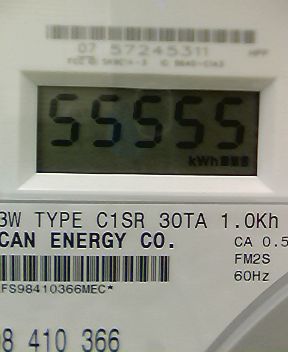 07 57245311
55555
kWh
3W TYPE C1SR 30TA 1.0Kh
CAN ENERGY CO.
CA 0.5
FM2S
60Hz
FS98410366MEC*
98 410 366